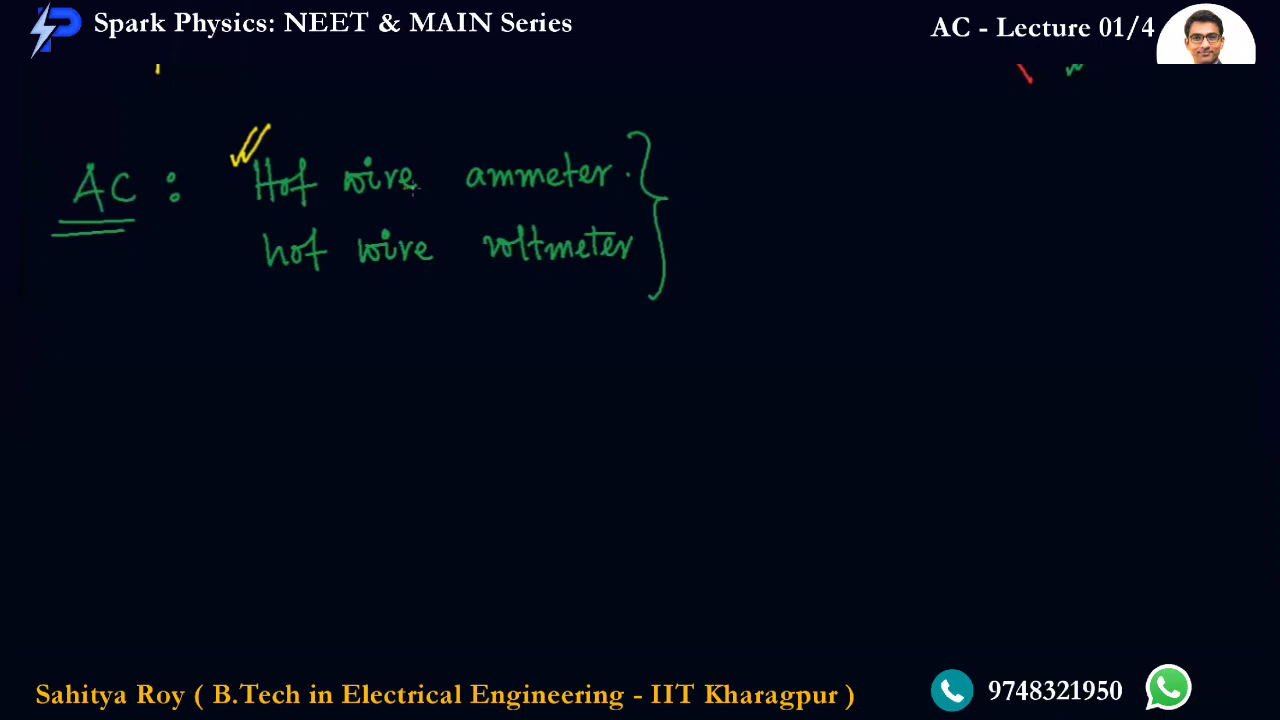 Spark Physics: NEET & MAIN Series
AC - Lecture 01/4
AC : Hot wire ammeter.
hot wire voltmeter
Sahitya Roy ( B.Tech in Electrical Engineering - IIT Kharagpur )
9748321950